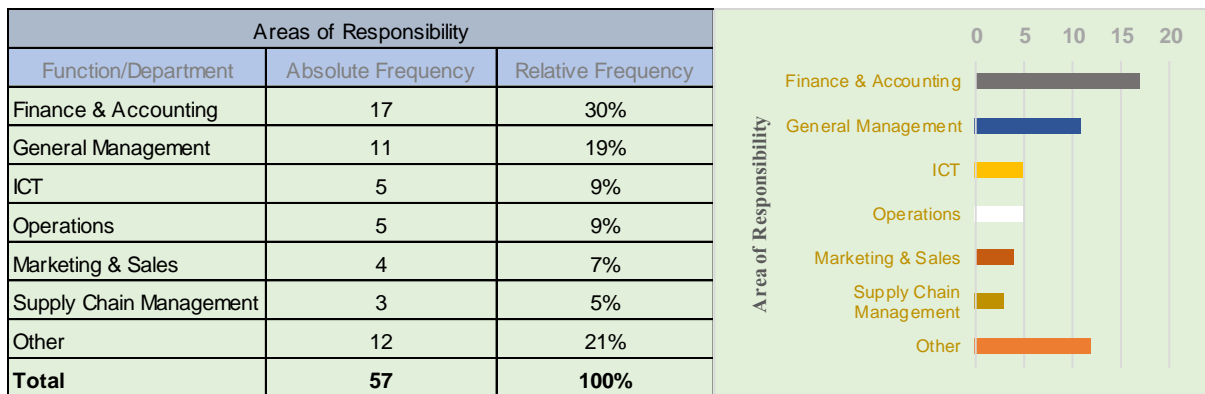 Areas of Responsibility
Function/Department Absolute Frequency Relative Frequency
Finance & Accounting 17 30%
General Management 11 19%
ICT 5 9%
Operations 5 9%
Marketing & Sales 4 7%
Supply Chain Management 3 5%
Other 12 21%
Total 57 100%
0 5 10 15 20
Area of Responsibility
Finance & Accounting
General Management
ICT
Operations
Marketing & Sales
Supply Chain
Management
Other